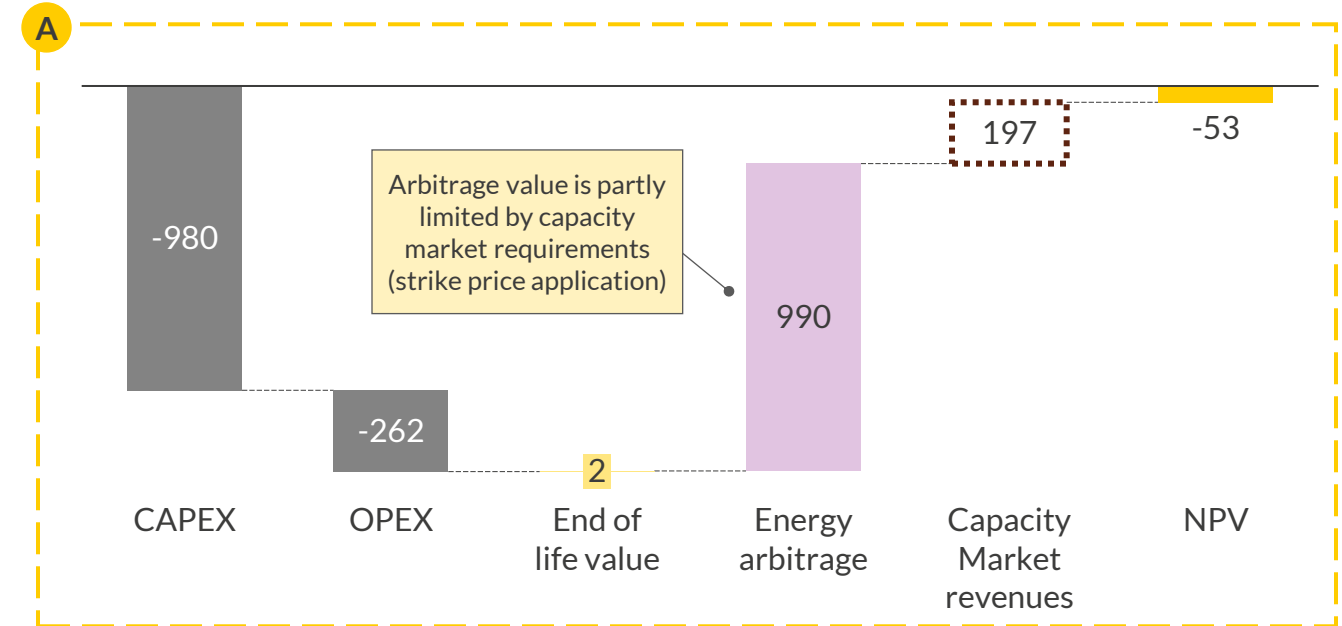 A
-980
-262
2
Arbitrage value is partly
limited by capacity
market requirements
(strike price application)
990
197
-53
CAPEX
OPEX
End of
life value
Energy
arbitrage
Capacity
Market
revenues
NPV